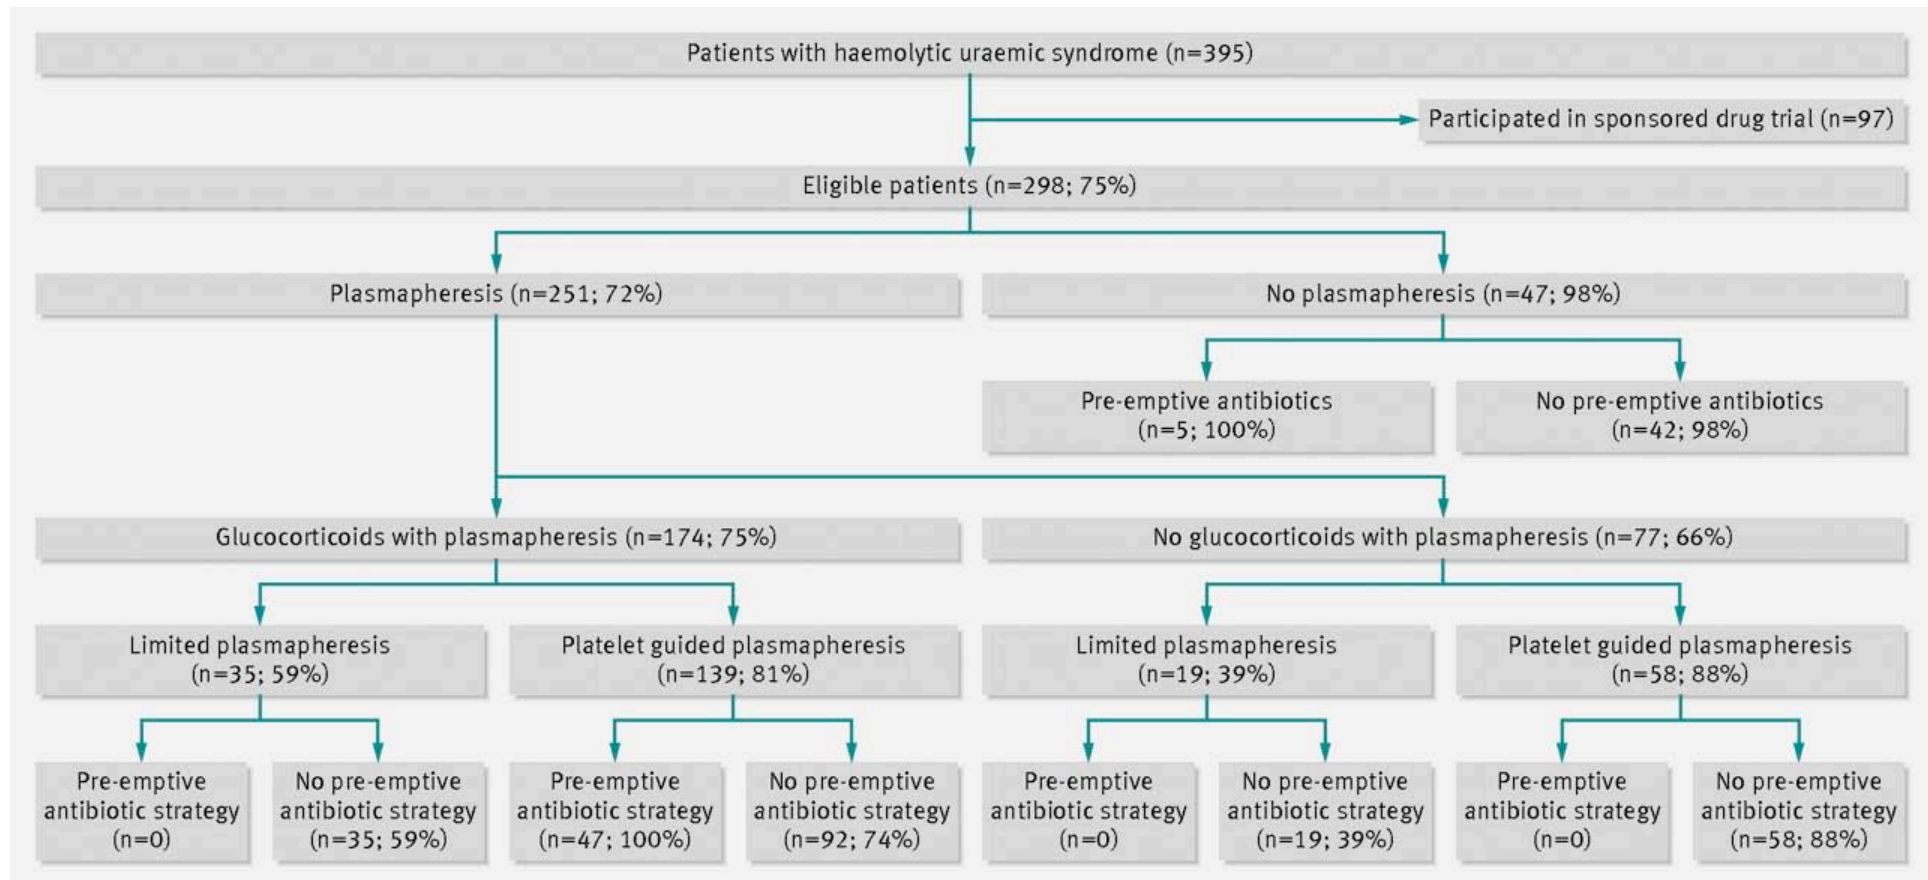 Patients with haemolytic uraemic syndrome (n=395)
Participated in sponsored drug trial (n=97)
Eligible patients (n=298; 75%)
Plasmapheresis (n=251; 72%)
No plasmapheresis (n=47; 98%)
Pre-emptive antibiotics
(n=5; 100%)
No pre-emptive antibiotics
(n=42; 98%)
Glucocorticoids with plasmapheresis (n=174; 75%)
No glucocorticoids with plasmapheresis (n=77; 66%)
Limited plasmapheresis
(n=35; 59%)
Platelet guided plasmapheresis
(n=139; 81%)
Limited plasmapheresis
(n=19; 39%)
Platelet guided plasmapheresis
(n=58; 88%)
Pre-emptive
antibiotic strategy
(n=0)
No pre-emptive
antibiotic strategy
(n=35; 59%)
Pre-emptive
antibiotic strategy
(n=47; 100%)
No pre-emptive
antibiotic strategy
(n=92; 74%)
Pre-emptive
antibiotic strategy
(n=0)
No pre-emptive
antibiotic strategy
(n=19; 39%)
Pre-emptive
antibiotic strategy
(n=0)
No pre-emptive
antibiotic strategy
(n=58; 88%)